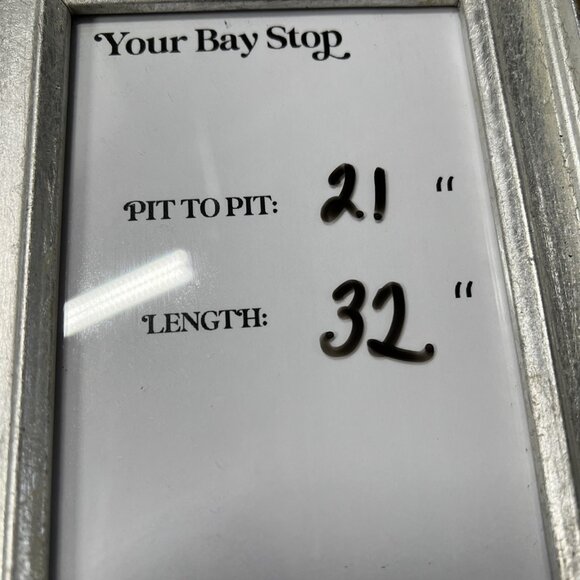 Your Bay Stop
PIT TO PIT: 21 "
LENGTH: 32 "